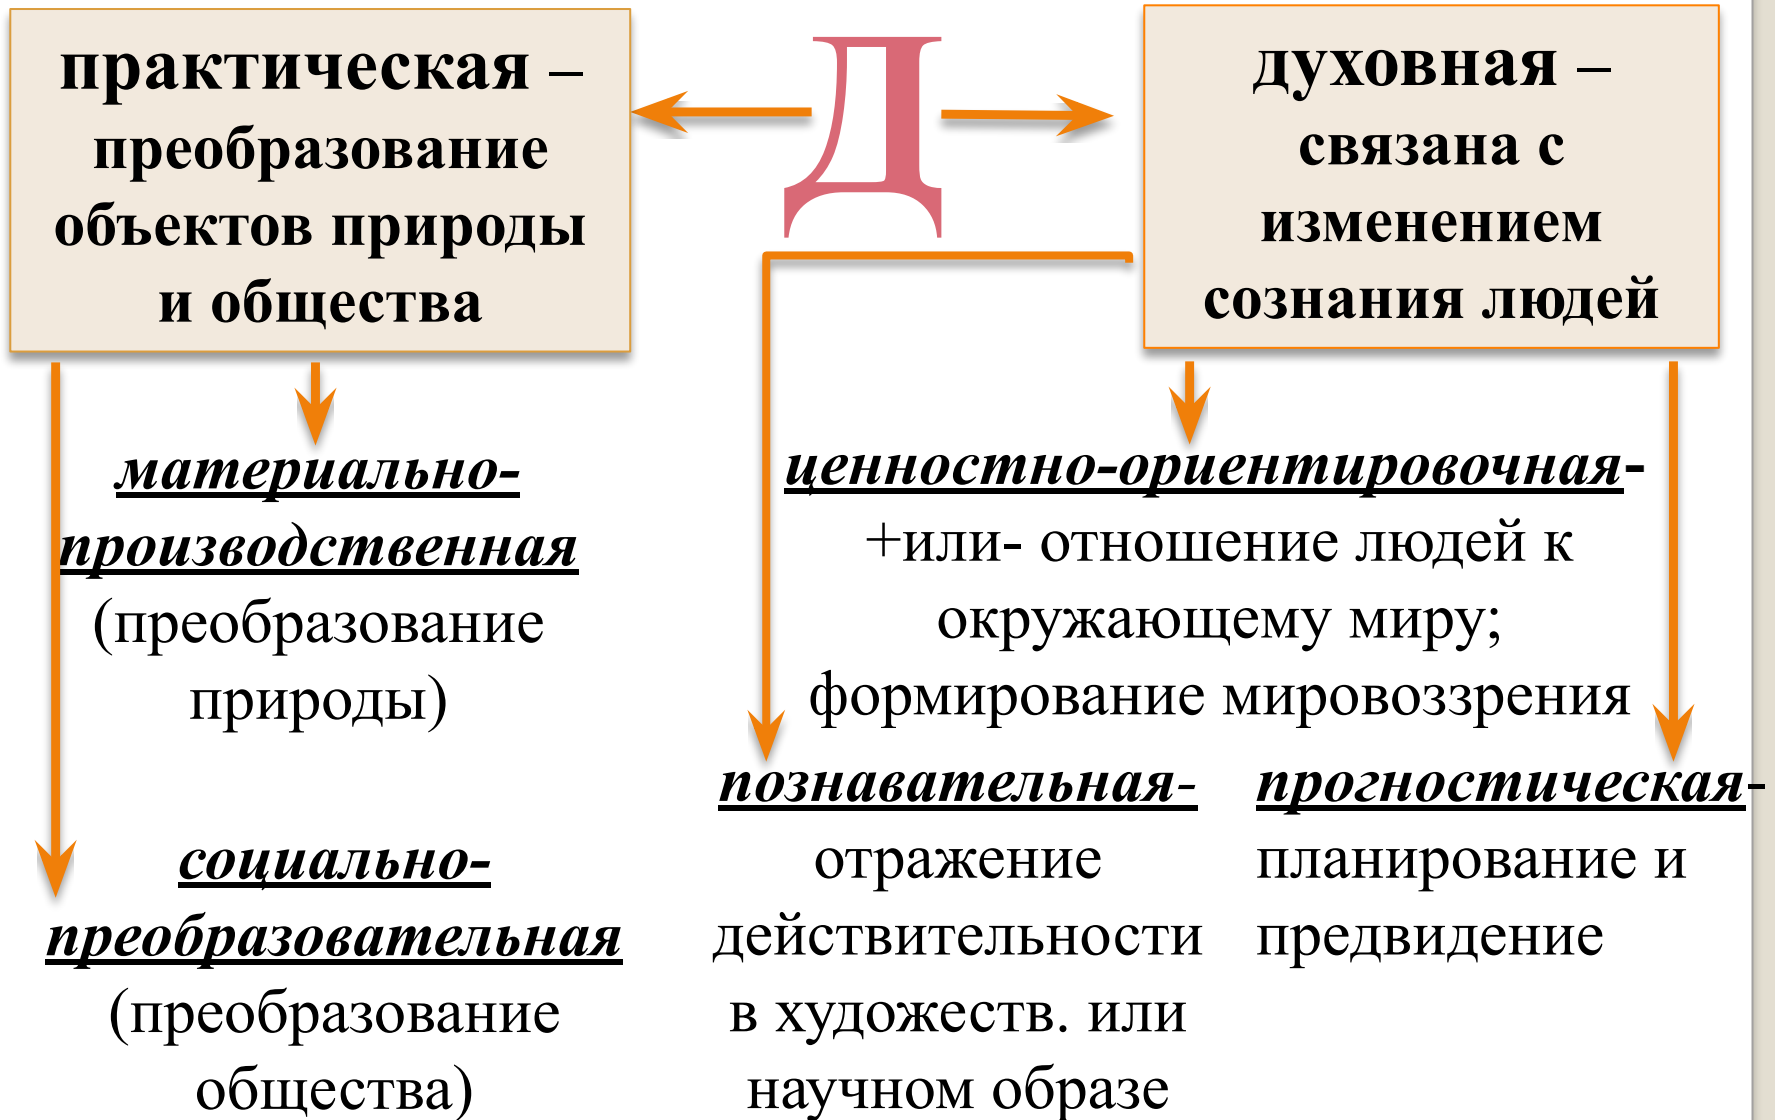 практическая –
преобразование
объектов природы
и общества
Д
духовная –
связана с
изменением
сознания людей
материально-
производственная
(преобразование
природы)
социально-
преобразовательная
(преобразование
общества)
ценностно-ориентировочная-
+или- отношение людей к
окружающему миру;
формирование мировоззрения
познавательная-
отражение
действительности
в художеств. или
научном образе
прогностическая-
планирование и
предвидение